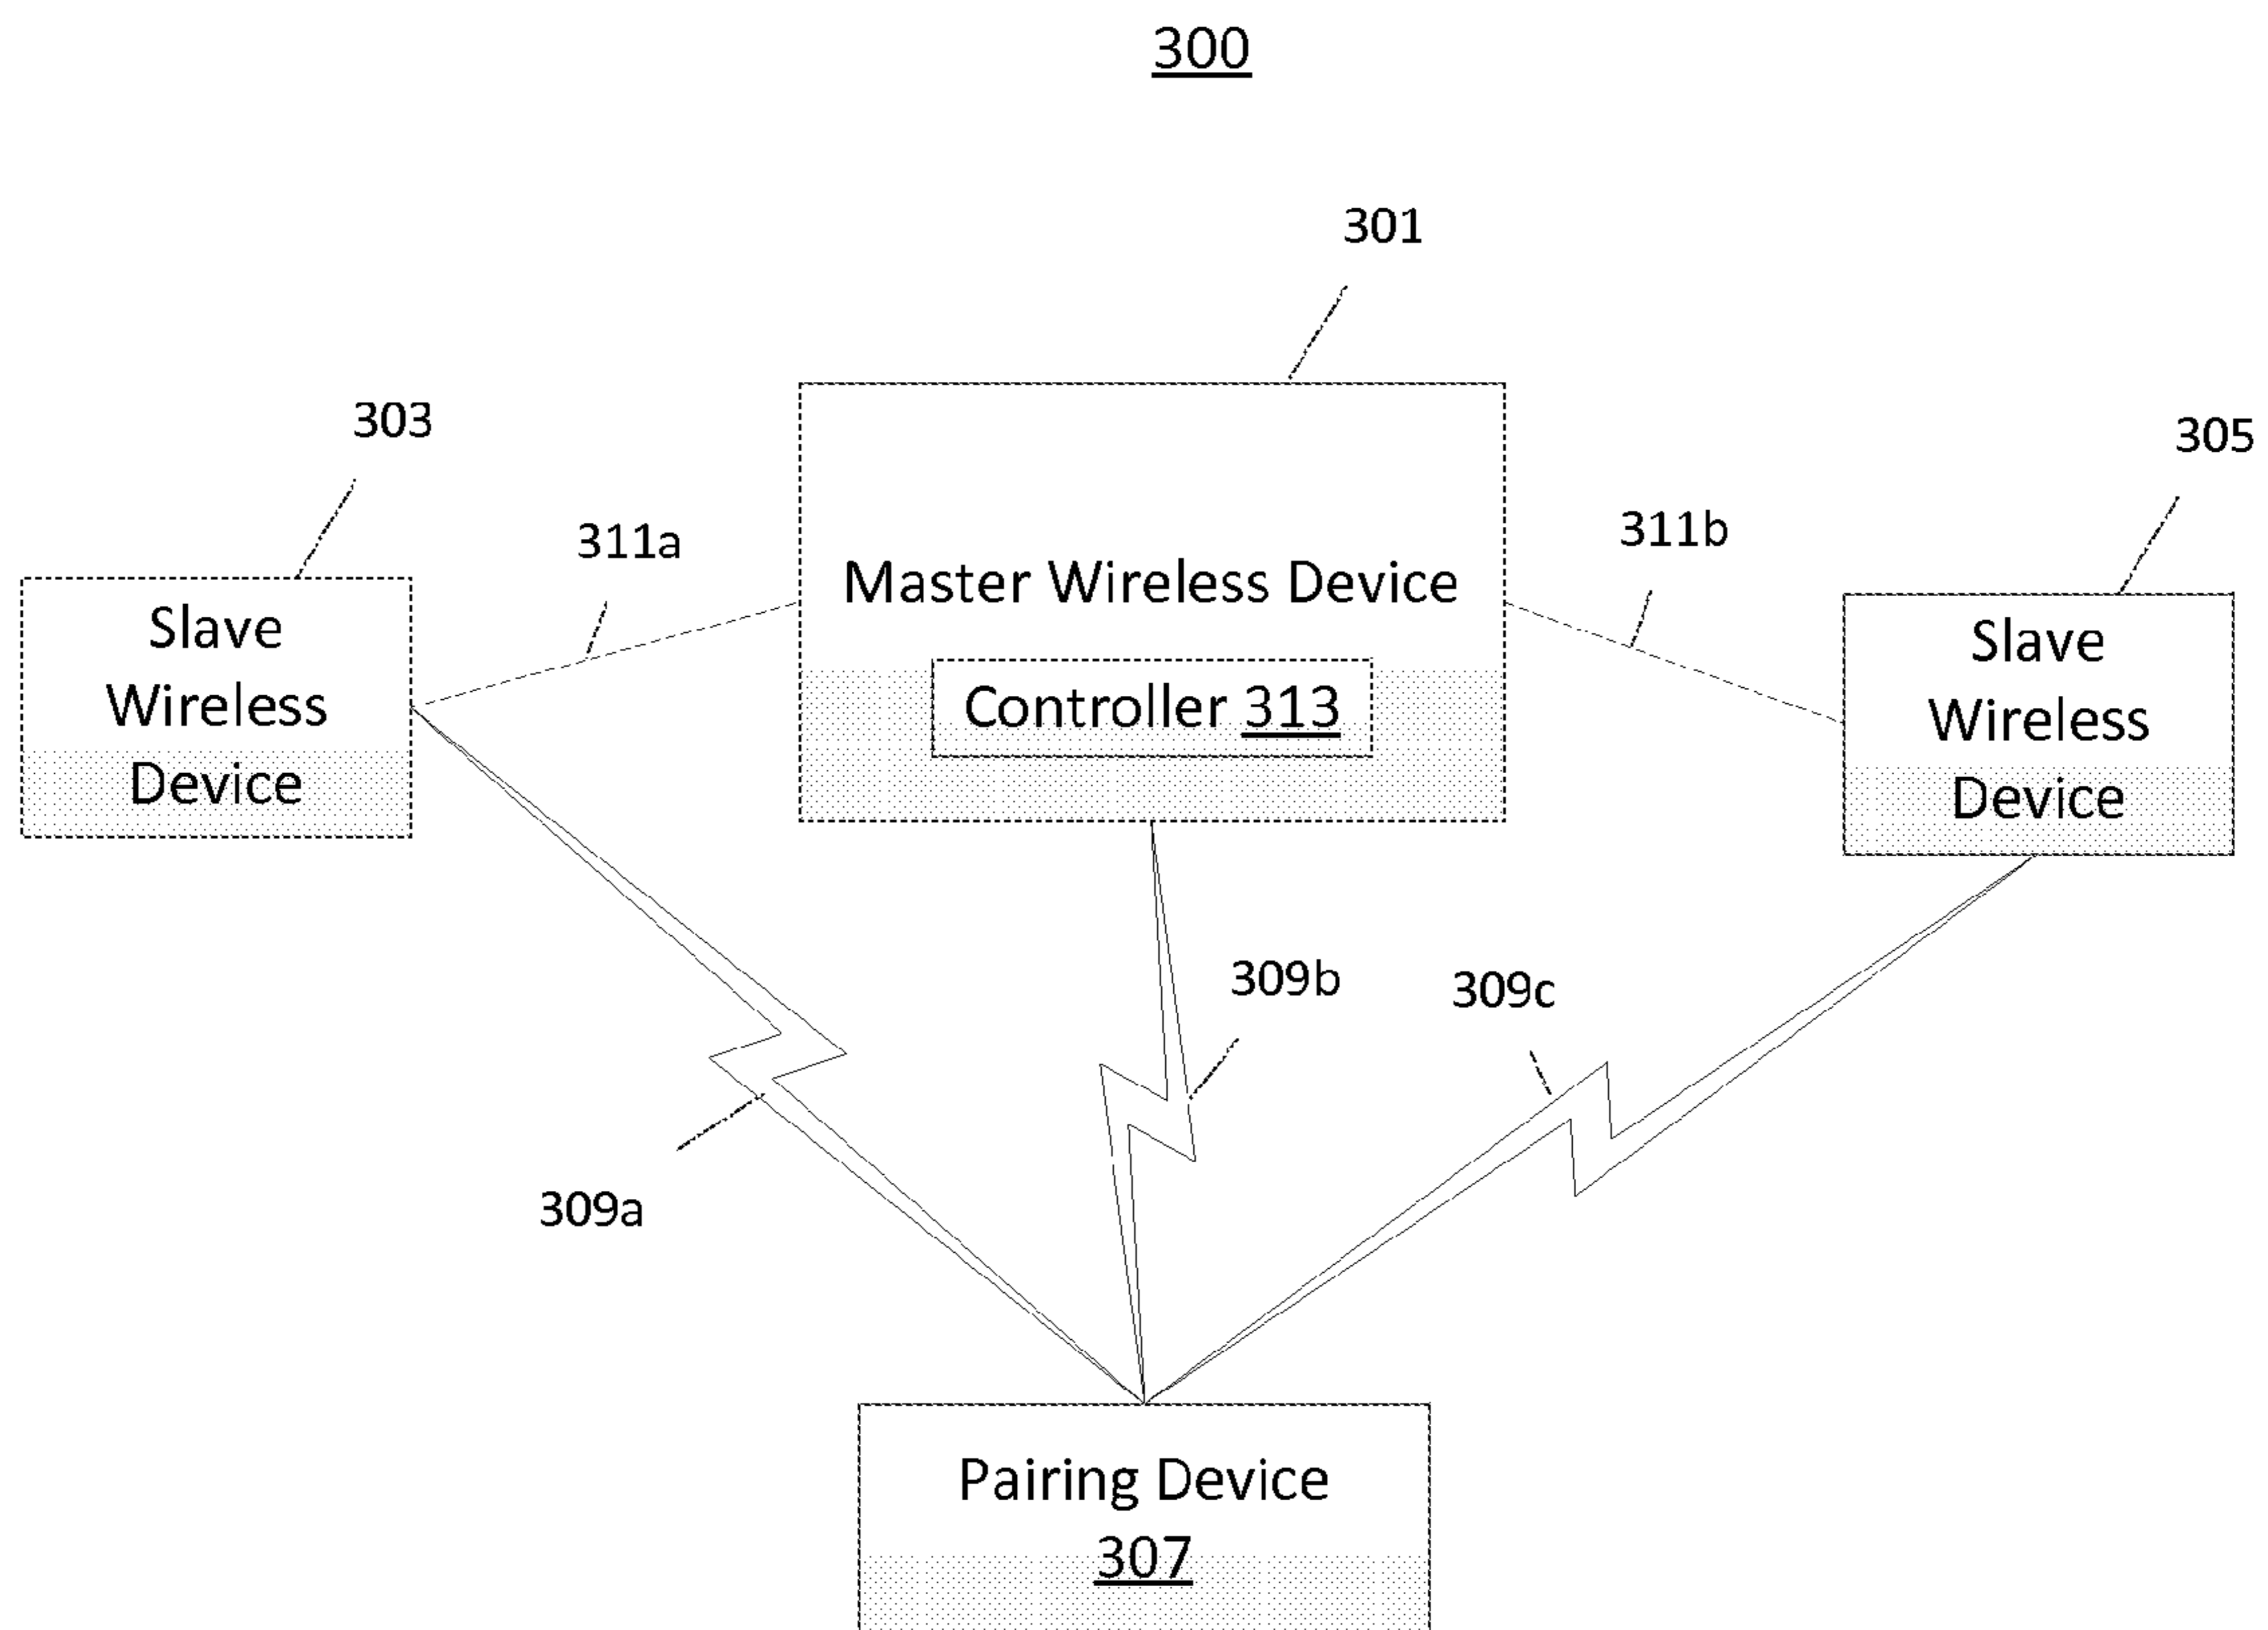 300
301
303
305
311a
311b
Master Wireless Device
Controller 313
Slave
Wireless
Device
Slave
Wireless
Device
309b
309c
309a
Pairing Device
307